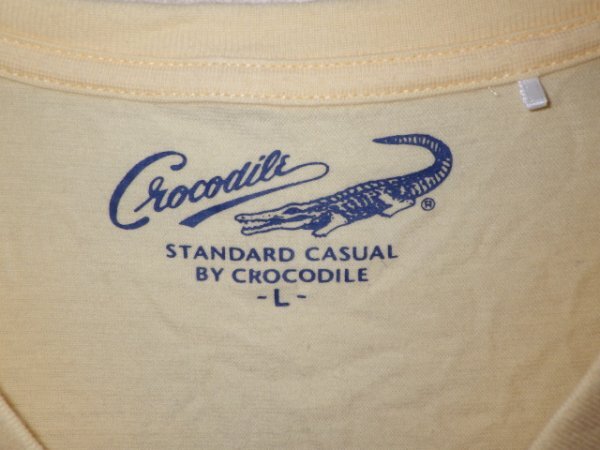 Crocodile
®
STANDARD CASUAL
BY CROCODILE
-L-